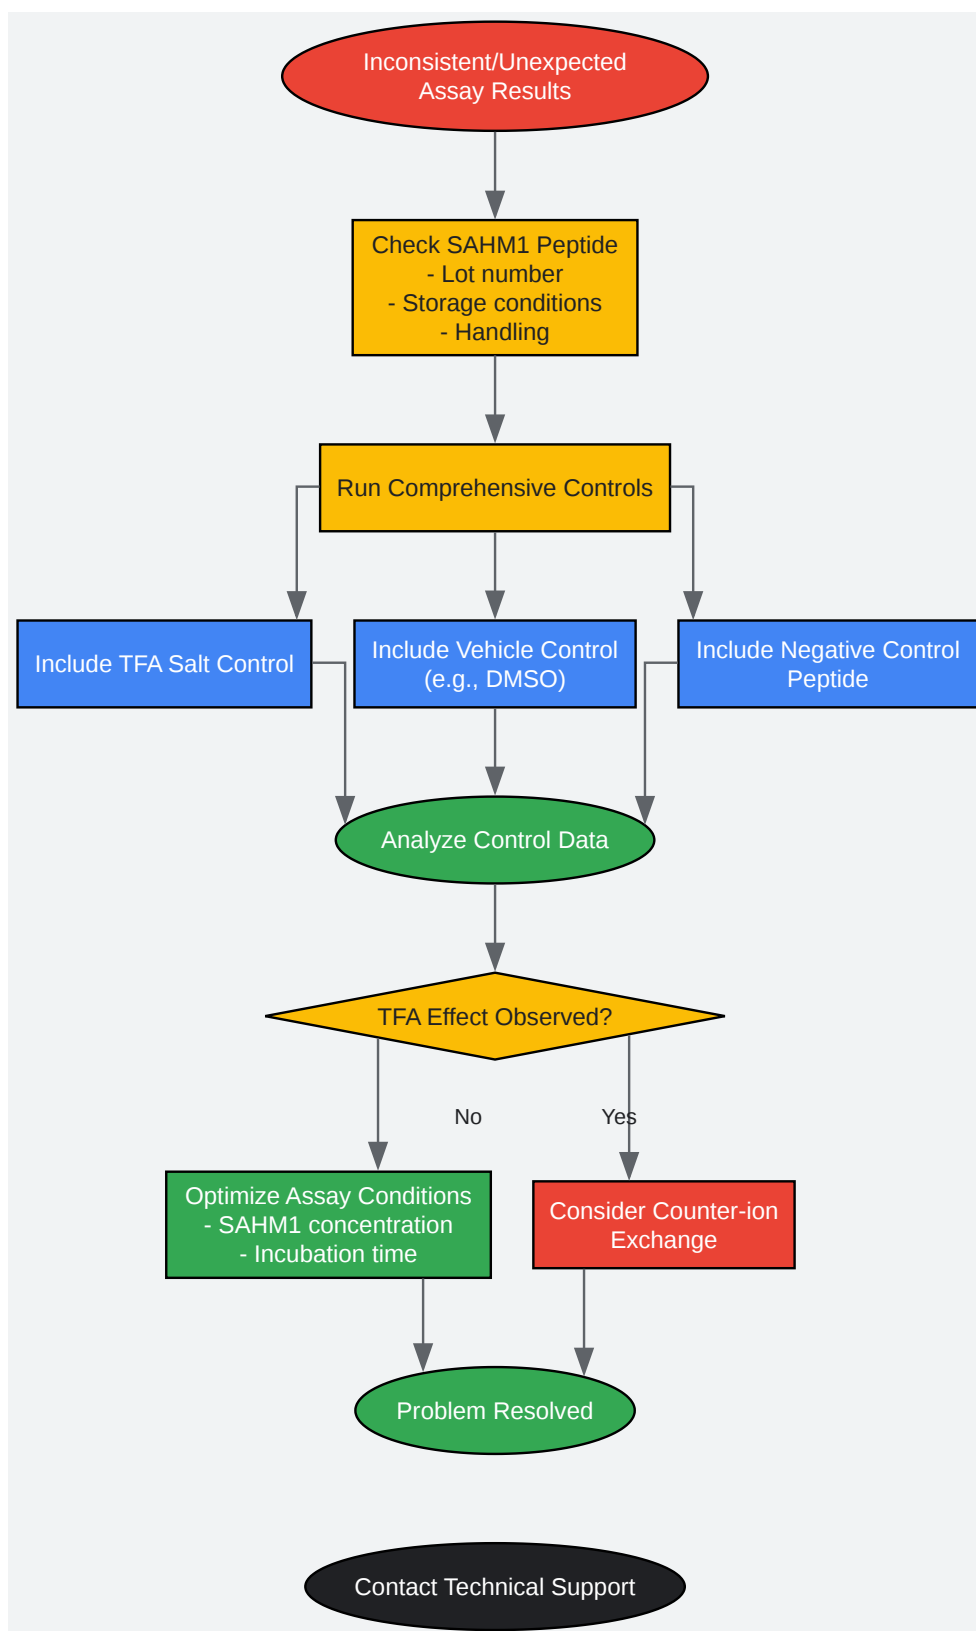 Inconsistent/Unexpected
Assay Results
Check SAHM1 Peptide
- Lot number
- Storage conditions
- Handling
Run Comprehensive Controls
Include TFA Salt Control
Include Vehicle Control
(e.g., DMSO)
Include Negative Control
Peptide
Analyze Control Data
TFA Effect Observed?
No
Yes
Optimize Assay Conditions
- SAHM1 concentration
- Incubation time
Consider Counter-ion
Exchange
Problem Resolved
Contact Technical Support